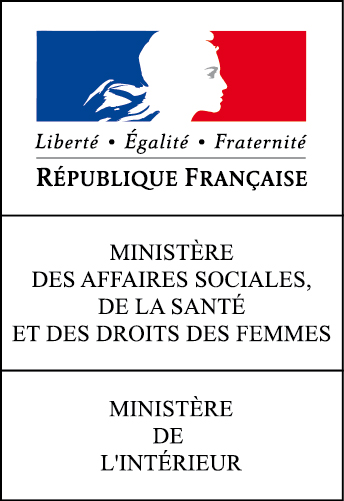 Liberté • Égalité • Fraternité
RÉPUBLIQUE FRANÇAISE
MINISTÈRE
DES AFFAIRES SOCIALES,
DE LA SANTÉ
ET DES DROITS DES FEMMES
MINISTÈRE
DE
L'INTÉRIEUR